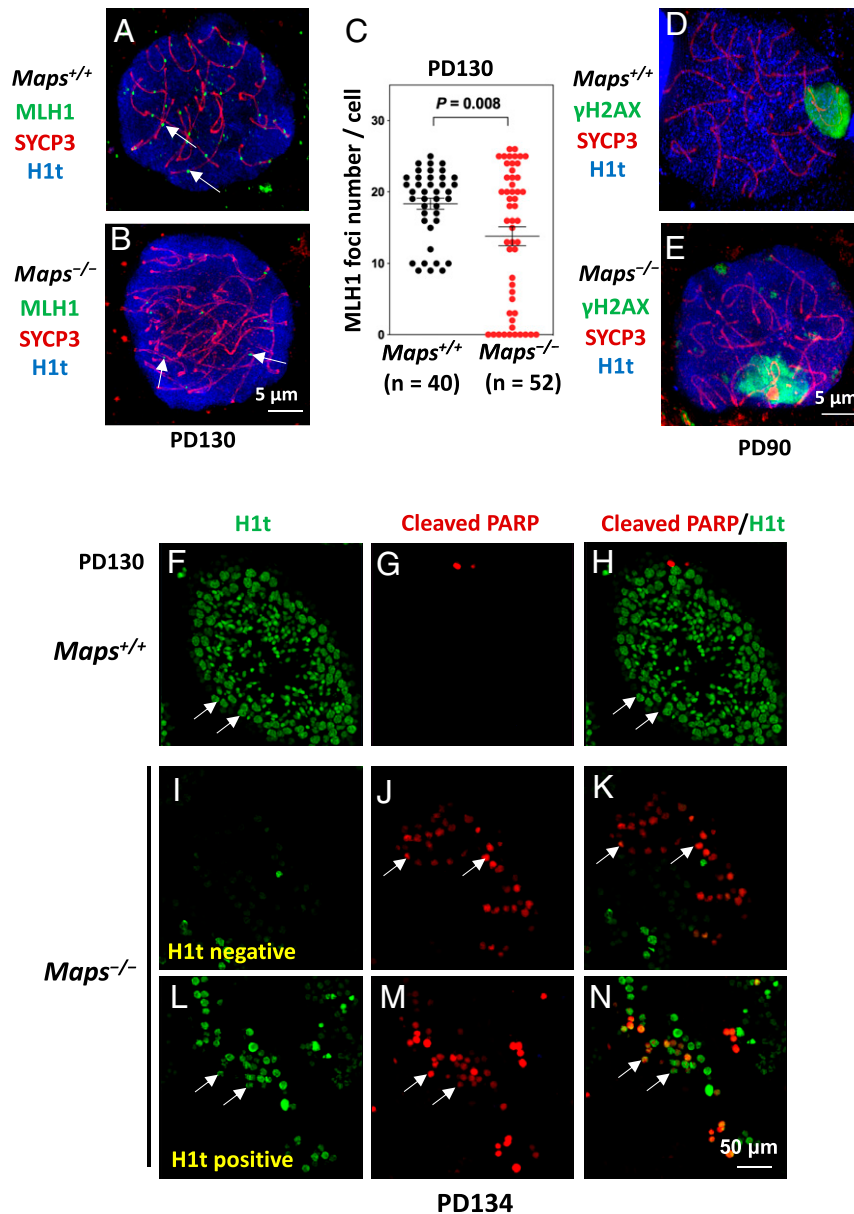 A
Maps+/+
MLH1
SYCP3
H1t
B
Maps−/−
MLH1
SYCP3
H1t
5 µm
PD130
C
PD130
P = 0.008
MLH1 foci number / cell
30
20
10
0
Maps+/+
Maps−/−
(n = 40)
(n = 52)
D
Maps+/+
γH2AX
SYCP3
H1t
E
Maps−/−
γH2AX
SYCP3
H1t
5 µm
PD90
H1t
Cleaved PARP
Cleaved PARP/H1t
PD130
F
G
H
Maps+/+
I
J
K
H1t negative
Maps−/−
L
M
N
H1t positive
50 µm
PD134